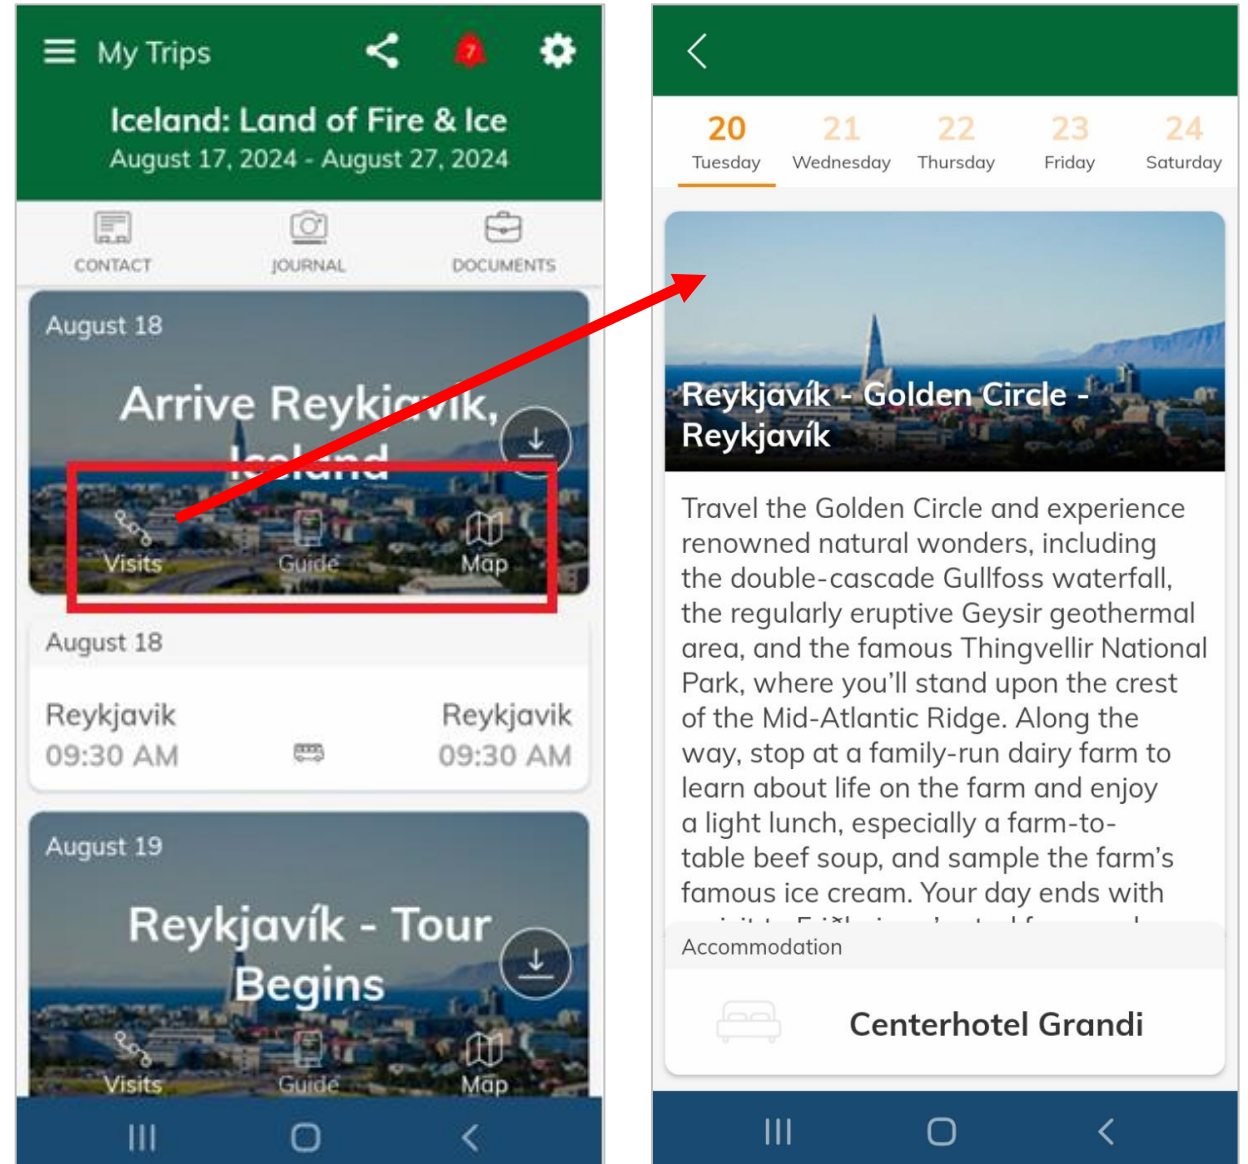 My Trips
7
Iceland: Land of Fire & Ice
August 17, 2024 - August 27, 2024
CONTACT
JOURNAL
DOCUMENTS
August 18
Arrive Reykjavík,
Iceland
Visits
Guide
Map
August 18
Reykjavik
Reykjavik
09:30 AM
09:30 AM
August 19
Reykjavík - Tour
Begins
Visits
Guide
Map
20
21
22
23
24
Tuesday
Wednesday
Thursday
Friday
Saturday
Reykjavík - Golden Circle -
Reykjavík
Travel the Golden Circle and experience
renowned natural wonders, including
the double-cascade Gullfoss waterfall,
the regularly eruptive Geysir geothermal
area, and the famous Thingvellir National
Park, where you’ll stand upon the crest
of the Mid-Atlantic Ridge. Along the
way, stop at a family-run dairy farm to
learn about life on the farm and enjoy
a light lunch, especially a farm-to-
table beef soup, and sample the farm’s
famous ice cream. Your day ends with
Accommodation
Centerhotel Grandi